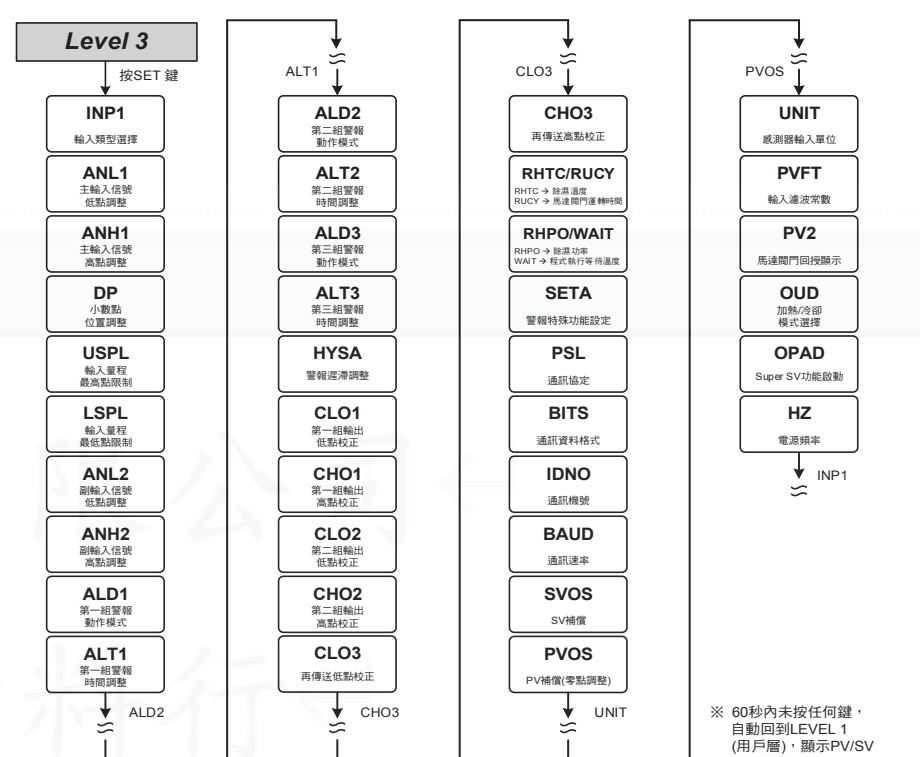 Level 3
按SET 鍵
INP1
輸入類型選擇
ANL1
主輸入信號
低點調整
ANH1
主輸入信號
高點調整
DP
小數點
位置調整
USPL
輸入量程
最高點限制
LSPL
輸入量程
最低點限制
ANL2
副輸入信號
低點調整
ANH2
副輸入信號
高點調整
ALD1
第一組警報
動作模式
ALT1
第一組警報
時間調整
ALD2
ALT1
ALD2
第二組警報
動作模式
ALT2
第二組警報
時間調整
ALD3
第三組警報
動作模式
ALT3
第三組警報
時間調整
HYSA
警報遲滯調整
CLO1
第一組輸出
低點校正
CHO1
第一組輸出
高點校正
CLO2
第二組輸出
低點校正
CHO2
第二組輸出
高點校正
CLO3
再傳送低點校正
CHO3
CLO3
CHO3
再傳送高點校正
RHTC/RUCY
RHTC → 除濕溫度
RUCY → 馬達閥門運轉時間
RHPO/WAIT
RHPO → 除濕功率
WAIT → 程式執行等待溫度
SETA
警報特殊功能設定
PSL
通訊協定
BITS
通訊資料格式
IDNO
通訊機號
BAUD
通訊速率
SVOS
SV補償
PVOS
PV補償(零點調整)
UNIT
PVOS
UNIT
感測器輸入單位
PVFT
輸入濾波常數
PV2
馬達閥門回授顯示
OUD
加熱/冷卻
模式選擇
OPAD
Super SV功能啟動
HZ
電源頻率
INP1
※ 60秒內未按任何鍵，
自動回到LEVEL 1
(用戶層)，顯示PV/SV
限公司
料行